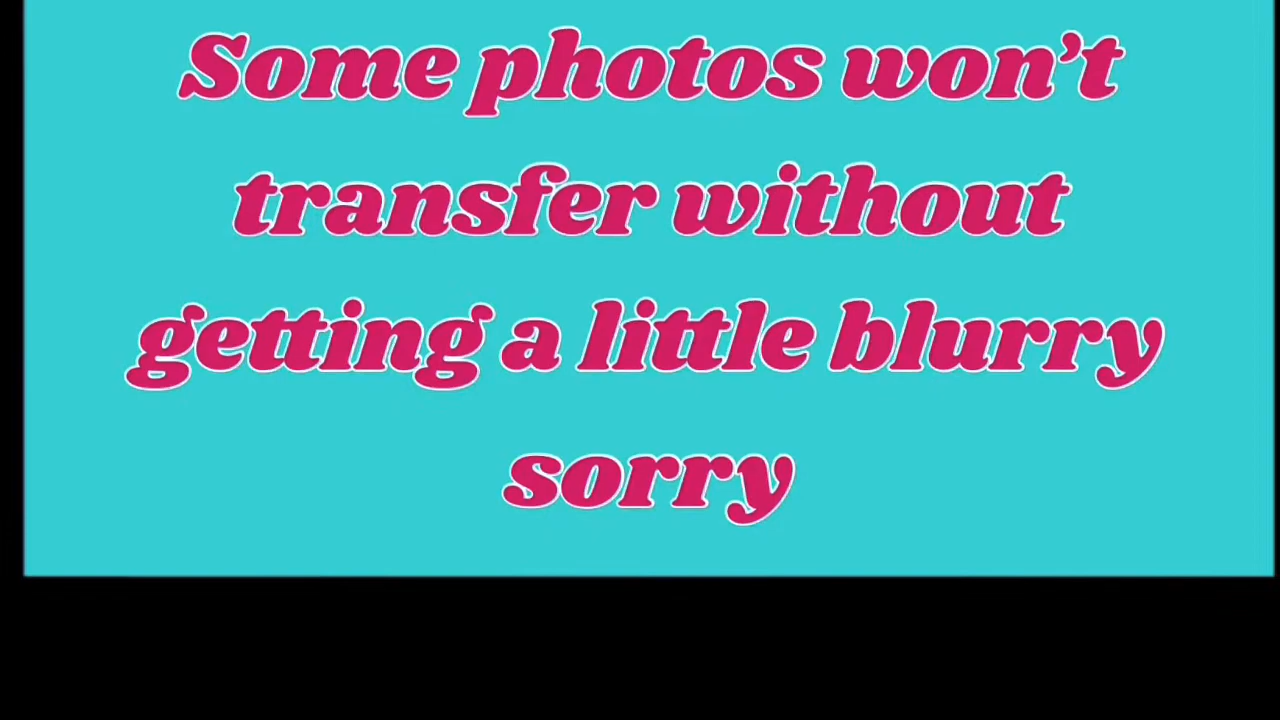 Some photos won’t
transfer without
getting a little blurry
sorry